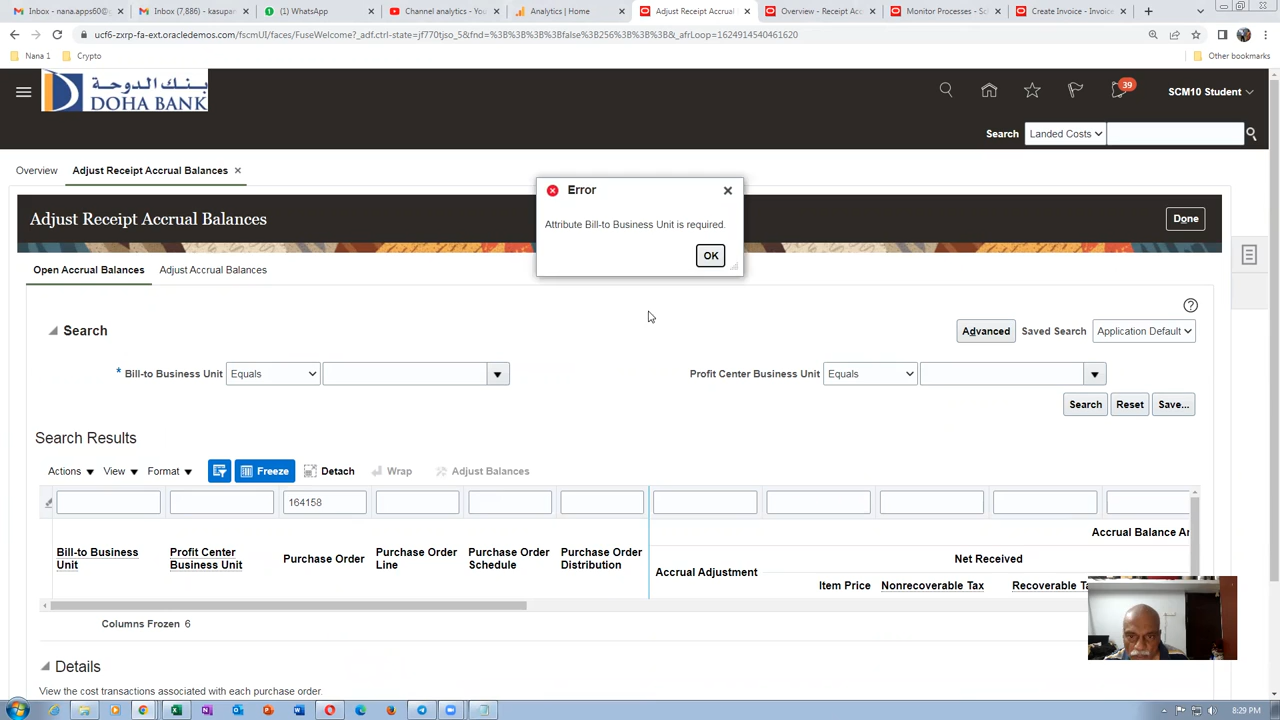 Inbox - nana.apps60@
Inbox (7,886) - kasupar
(1) WhatsApp
Channel analytics - You
Analytics | Home
Adjust Receipt Accrual
Overview - Receipt Acc
Monitor Processes - Sc
Create Invoice - Invoice
ucf6-zxrp-fa-ext.oracledemos.com/fscmUI/faces/FuseWelcome?_adf.ctrl-state=jf770tjso_5&fnd=%3B%3B%3B%3Bfalse%3B256%3B%3B%3B&_afrLoop=1624914540461620
Nana 1
Crypto
Other bookmarks
بنك الدوحة
DOHA BANK
39
SCM10 Student
Search
Landed Costs
Overview
Adjust Receipt Accrual Balances
Error
Attribute Bill-to Business Unit is required.
OK
Adjust Receipt Accrual Balances
Done
Open Accrual Balances
Adjust Accrual Balances
Search
Advanced
Saved Search
Application Default
* Bill-to Business Unit
Equals
Profit Center Business Unit
Equals
Search
Reset
Save...
Search Results
Actions
View
Format
Freeze
Detach
Wrap
Adjust Balances
164158
Accrual Balance
Bill-to Business
Unit
Profit Center
Business Unit
Purchase Order
Purchase Order
Line
Purchase Order
Schedule
Purchase Order
Distribution
Accrual Adjustment
Net Received
Item Price
Nonrecoverable Tax
Recoverable
Columns Frozen 6
Details
View the cost transactions associated with each purchase order.
8:29 PM